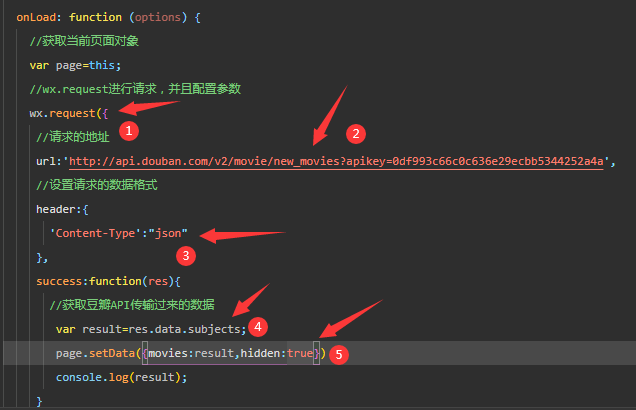 onLoad: function (options) {
//获取当前页面对象
var page=this;
//wx.request进行请求，并且配置参数
wx.request({
1
//请求的地址
2
url:'http://api.douban.com/v2/movie/new_movies?apikey=0df993c66c0c636e29ecbb5344252a4a',
//设置请求的数据格式
header:{
'Content-Type':"json"
3
},
success:function(res){
//获取豆瓣API传输过来的数据
var result=res.data.subjects; 4
page.setData({movies:result,hidden:true}) 5
console.log(result);
}